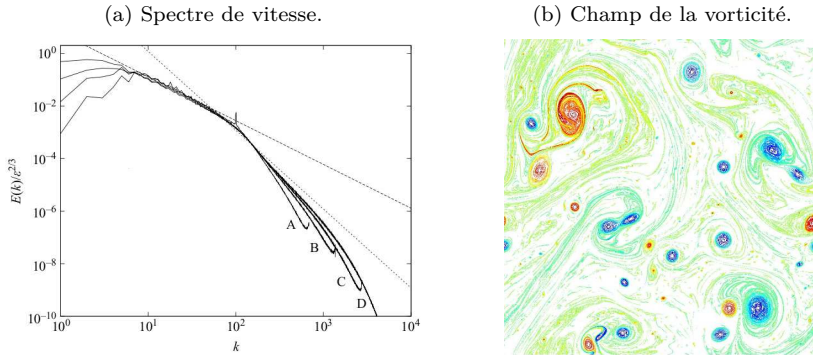 (a) Spectre de vitesse.
(b) Champ de la vorticité.
10^0
10^-2
10^-4
10^-6
10^-8
10^-10
E(k)/ε^2/3
A
B
C
D
10^0
10^1
10^2
10^3
10^4
k